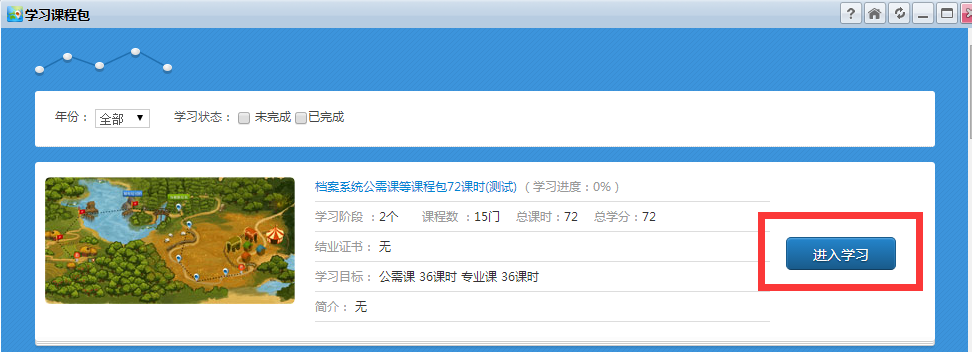 学习课程包
年份： 全部 学习状态： 未完成 已完成
档案系统公需课等课程包72课时(测试) （ 学习进度：0% ）
学习阶段 ：2个 课程数 ：15门 总课时：72 总学分：72
结业证书： 无
进入学习
学习目标： 公需课 36课时 专业课 36课时
简介： 无